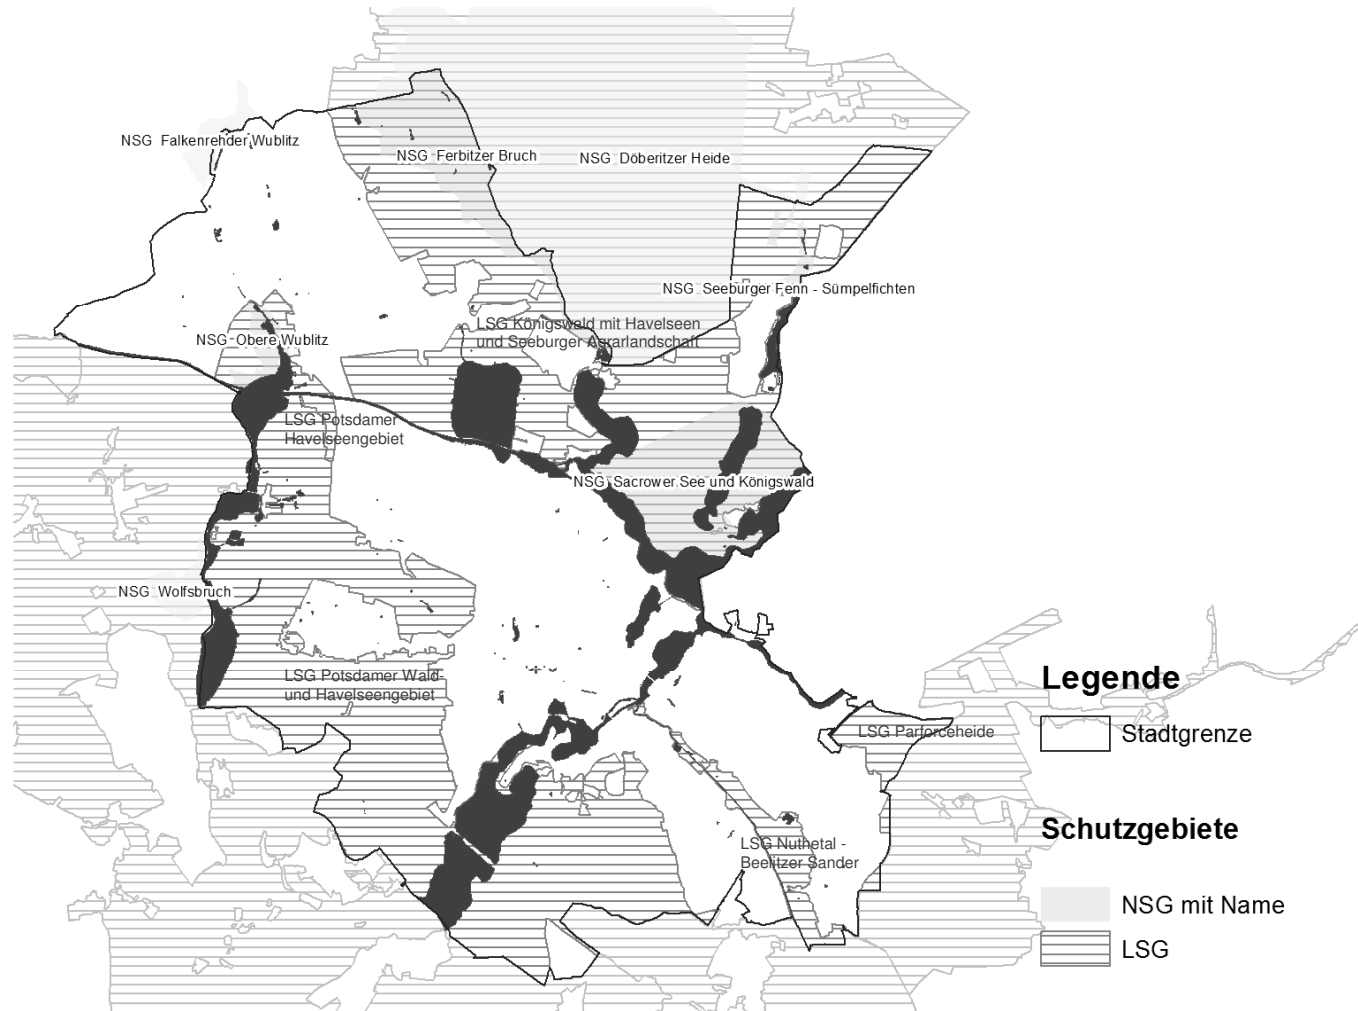 NSG Falkenrehder Wublitz
NSG Ferbitzer Bruch
NSG Döberitzer Heide
NSG Seeburger Fenn - Sümpelfichten
LSG Königswald mit Havelseen
und Seeburger Agrarlandschaft
NSG Obere Wublitz
LSG Potsdamer
Havelseengebiet
NSG Sacrower See und Königswald
NSG Wolfsbruch
LSG Potsdamer Wald-
und Havelseengebiet
LSG Parforceheide
LSG Nuthetal -
Beelitzer Sander
Legende
Stadtgrenze
Schutzgebiete
NSG mit Name
LSG